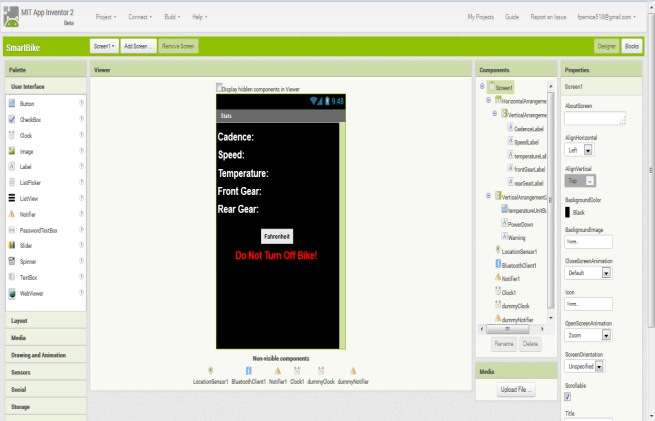 MIT App Inventor 2
Beta
Project Connect Build Help
My Projects Guide Report an Issue fpernice518@gmail.com
SmartBike
Screen1 Add Screen ... Remove Screen
Designer Blocks
Palette
User Interface
Button
CheckBox
Clock
Image
Label
ListPicker
ListView
Notifier
PasswordTextBox
Slider
Spinner
TextBox
WebViewer
Layout
Media
Drawing and Animation
Sensors
Social
Storage
Viewer
Display hidden components in Viewer
9:48
Stats
Cadence:
Speed:
Temperature:
Front Gear:
Rear Gear:
Fahrenheit
Do Not Turn Off Bike!
Non-visible components
LocationSensor1 BluetoothClient1 Notifier1 Clock1 dummyClock dummyNotifier
Components
Screen1
HorizontalArrangeme
VerticalArrangeme
CadenceLabel
SpeedLabel
temperatureLat
frontGearLabel
rearGearLabel
VerticalArrangement2
temperatureUnitBu
PowerDown
Warning
LocationSensor1
BluetoothClient1
Notifier1
Clock1
dummyClock
dummyNotifier
Rename Delete
Media
Upload File ...
Properties
Screen1
AboutScreen
AlignHorizontal
Left
AlignVertical
Top
BackgroundColor
Black
BackgroundImage
None...
CloseScreenAnimation
Default
Icon
None...
OpenScreenAnimation
Zoom
ScreenOrientation
Unspecified
Scrollable
Title